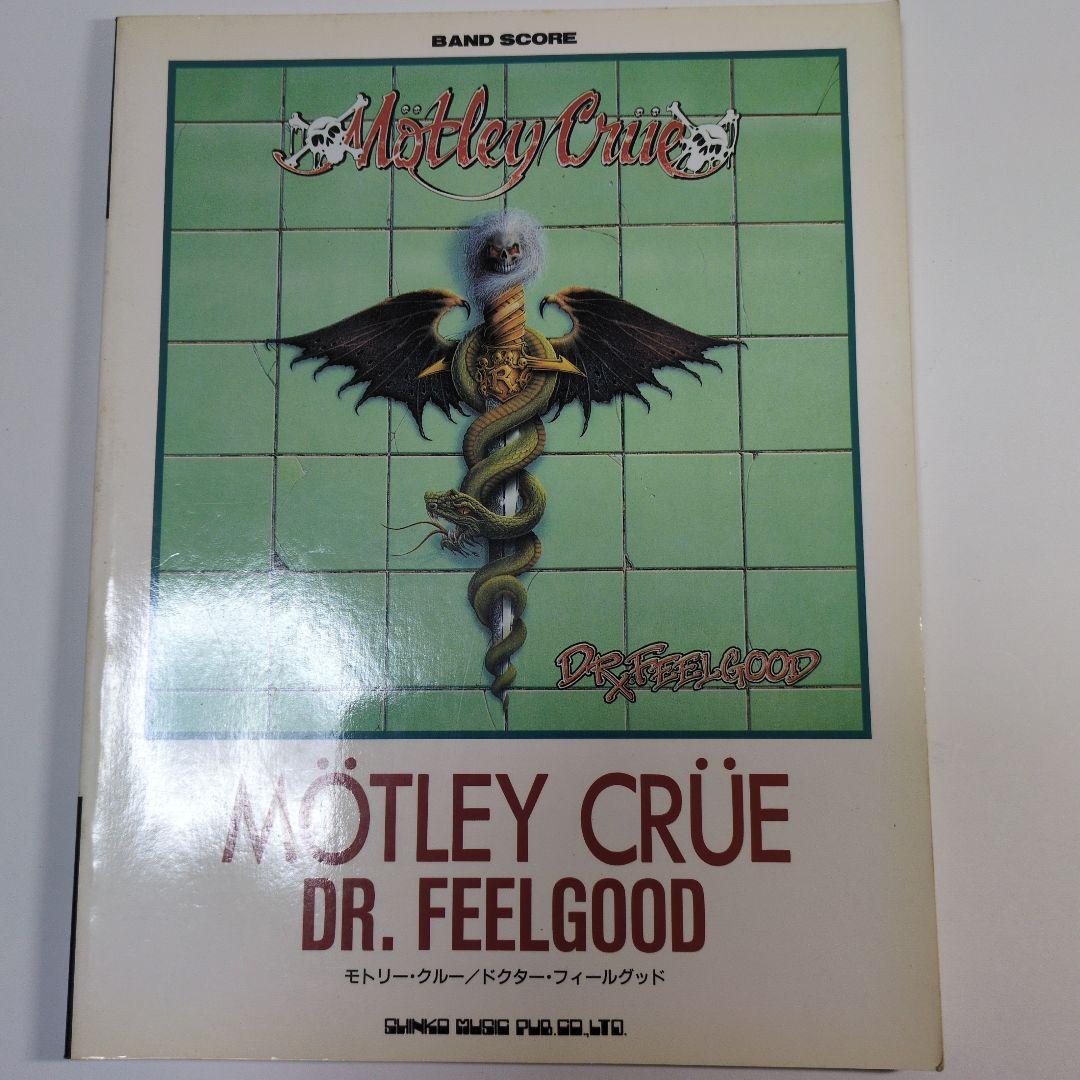 BAND SCORE
Mötley Crüe
R
DR. FEELGOOD
MÖTLEY CRÜE
DR. FEELGOOD
モトリー・クルー/ドクター・フィールグッド
SHINKO MUSIC PUB.CO.,LTD.